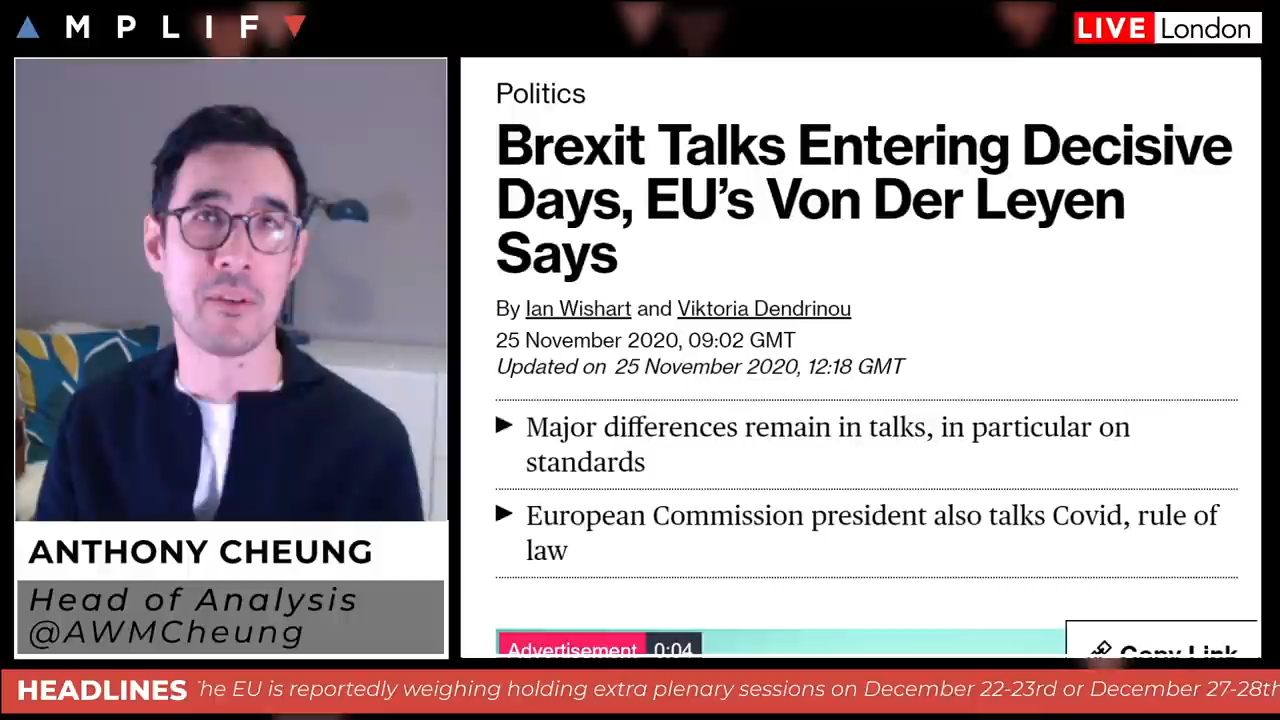 AMPLIFY
LIVE London
Politics
Brexit Talks Entering Decisive
Days, EU’s Von Der Leyen
Says
By Ian Wishart and Viktoria Dendrinou
25 November 2020, 09:02 GMT
Updated on 25 November 2020, 12:18 GMT
Major differences remain in talks, in particular on
standards
European Commission president also talks Covid, rule of
law
Advertisement 0:04
Copy Link
ANTHONY CHEUNG
Head of Analysis
@AWMCheung
HEADLINES The EU is reportedly weighing holding extra plenary sessions on December 22-23rd or December 27-28th